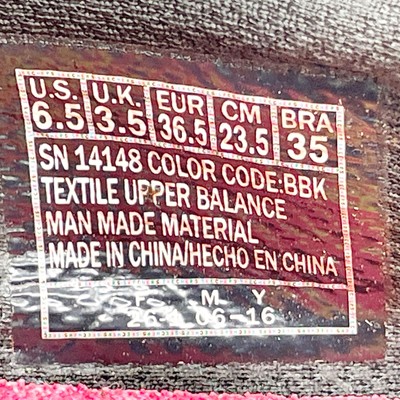 U.S. U.K. EUR CM BRA
6.5 3.5 36.5 23.5 35
SN 14148 COLOR CODE:BBK
TEXTILE UPPER BALANCE
MAN MADE MATERIAL
MADE IN CHINA/HECHO EN CHINA
F M Y
06-16